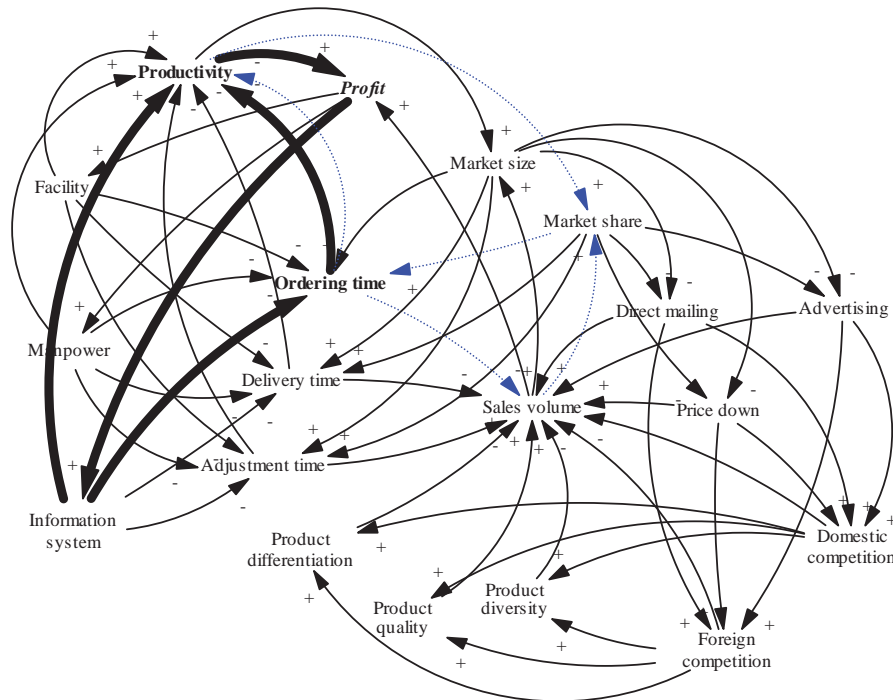 Productivity
Profit
Market size
Facility
Market share
Ordering time
Direct mailing
Advertising
Manpower
Delivery time
Sales volume
Price down
Adjustment time
Information
system
Product
differentiation
Domestic
competition
Product
quality
Product
diversity
Foreign
competition